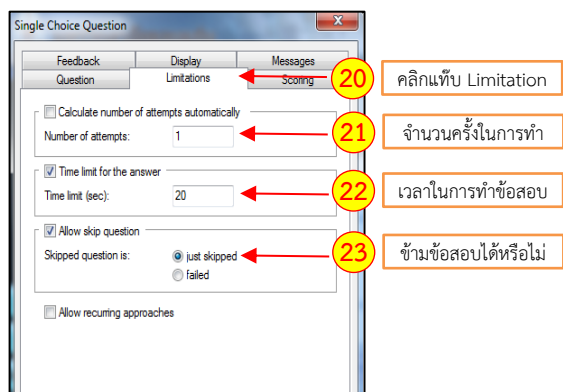 Single Choice Question
x
Feedback Display Messages
Question Limitations Scoring
20 คลิกแท๊บ Limitation
Calculate number of attempts automatically
Number of attempts: 1
21 จำนวนครั้งในการทำ
Time limit for the answer
Time limit (sec): 20
22 เวลาในการทำข้อสอบ
Allow skip question
Skipped question is: just skipped
23 ข้ามข้อสอบได้หรือไม่
failed
Allow recurring approaches